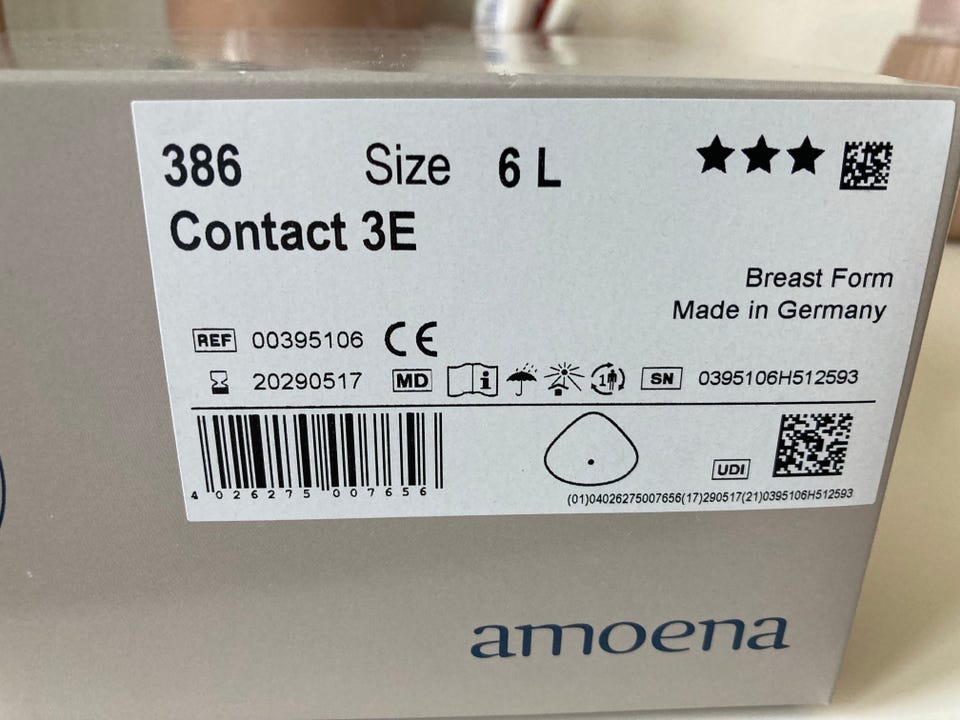 386 Size 6 L
Contact 3E
Breast Form
Made in Germany
REF 00395106 CE
20290517 MD i 1 SN 0395106H512593
4 026275 007656
UDI
(01)04026275007656(17)290517(21)0395106H512593
amoena